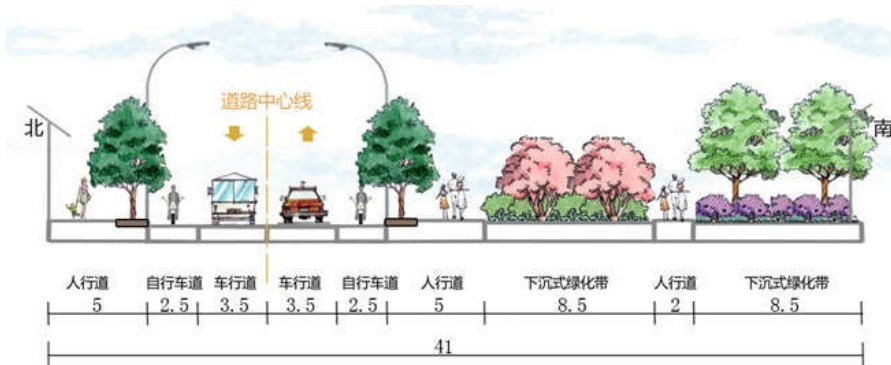 道路中心线
北
南
人行道 自行车道 车行道 车行道 自行车道 人行道 下沉式绿化带 人行道 下沉式绿化带
5 2.5 3.5 3.5 2.5 5 8.5 2 8.5
41